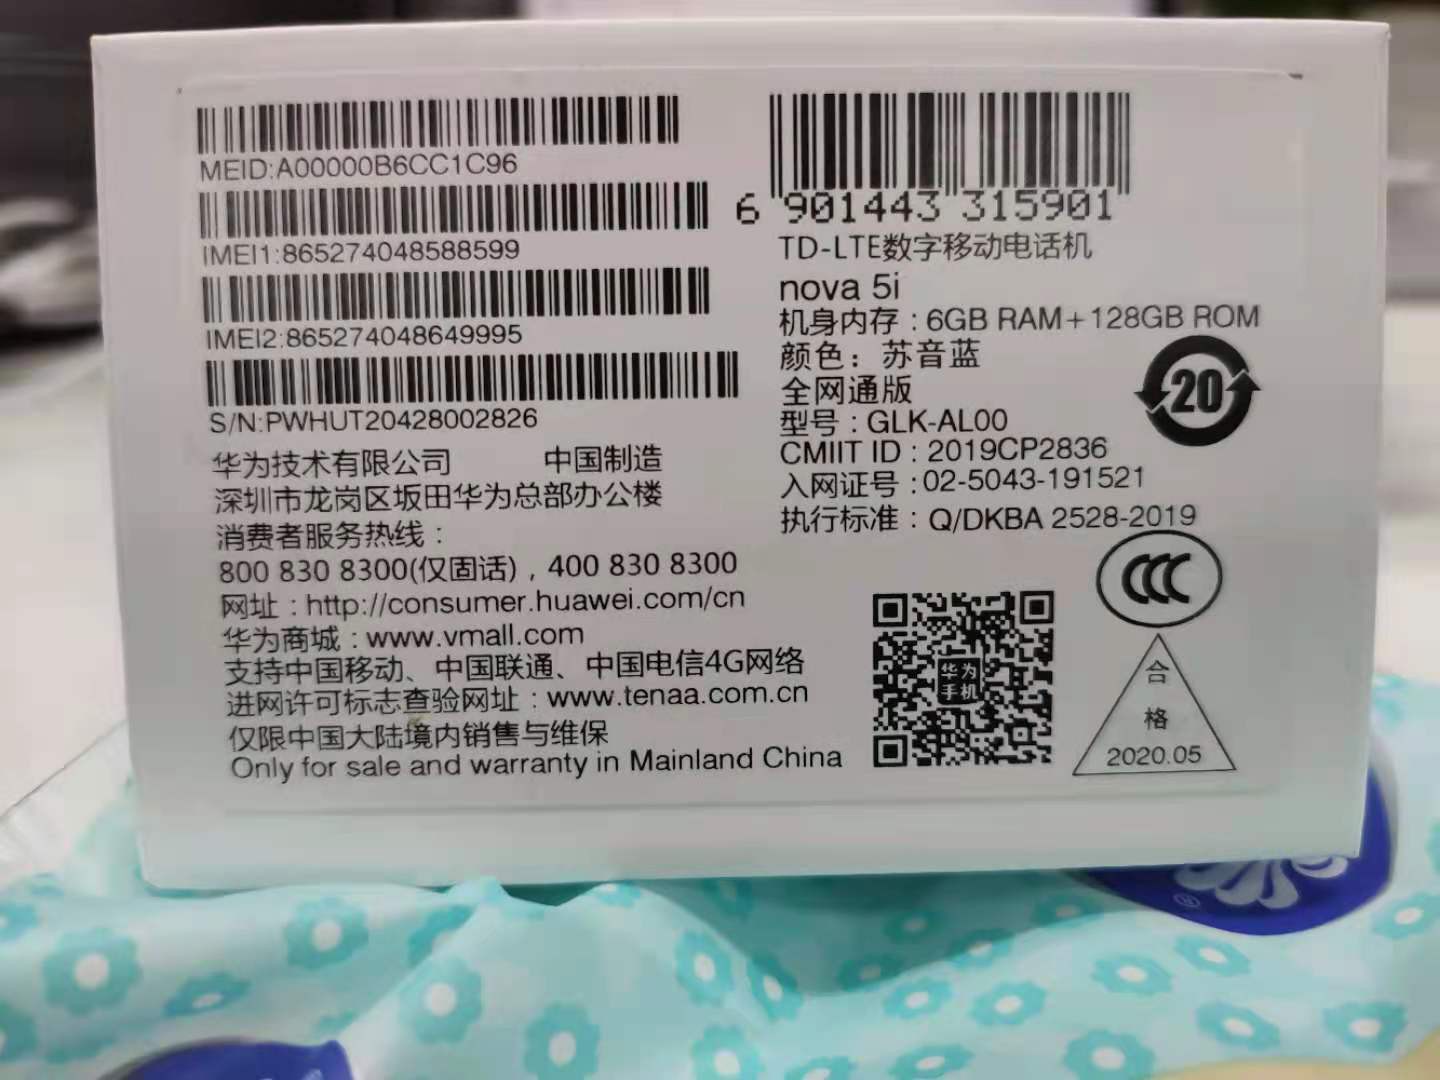 MEID:A00000B6CC1C96
IMEI1:865274048588599
IMEI2:865274048649995
S/N:PWHUT20428002826
华为技术有限公司 中国制造
深圳市龙岗区坂田华为总部办公楼
消费者服务热线：
800 830 8300(仅固话)，400 830 8300
网址：http://consumer.huawei.com/cn
华为商城：www.vmall.com
支持中国移动、中国联通、中国电信4G网络
进网许可标志查验网址：www.tenaa.com.cn
仅限中国大陆境内销售与维保
Only for sale and warranty in Mainland China
6 901443 315901
TD-LTE数字移动电话机
nova 5i
机身内存：6GB RAM+128GB ROM
颜色：苏音蓝
全网通版
型号：GLK-AL00
CMIIT ID：2019CP2836
入网证号：02-5043-191521
执行标准：Q/DKBA 2528-2019
20
CCC
华为
手机
合
格
2020.05
®